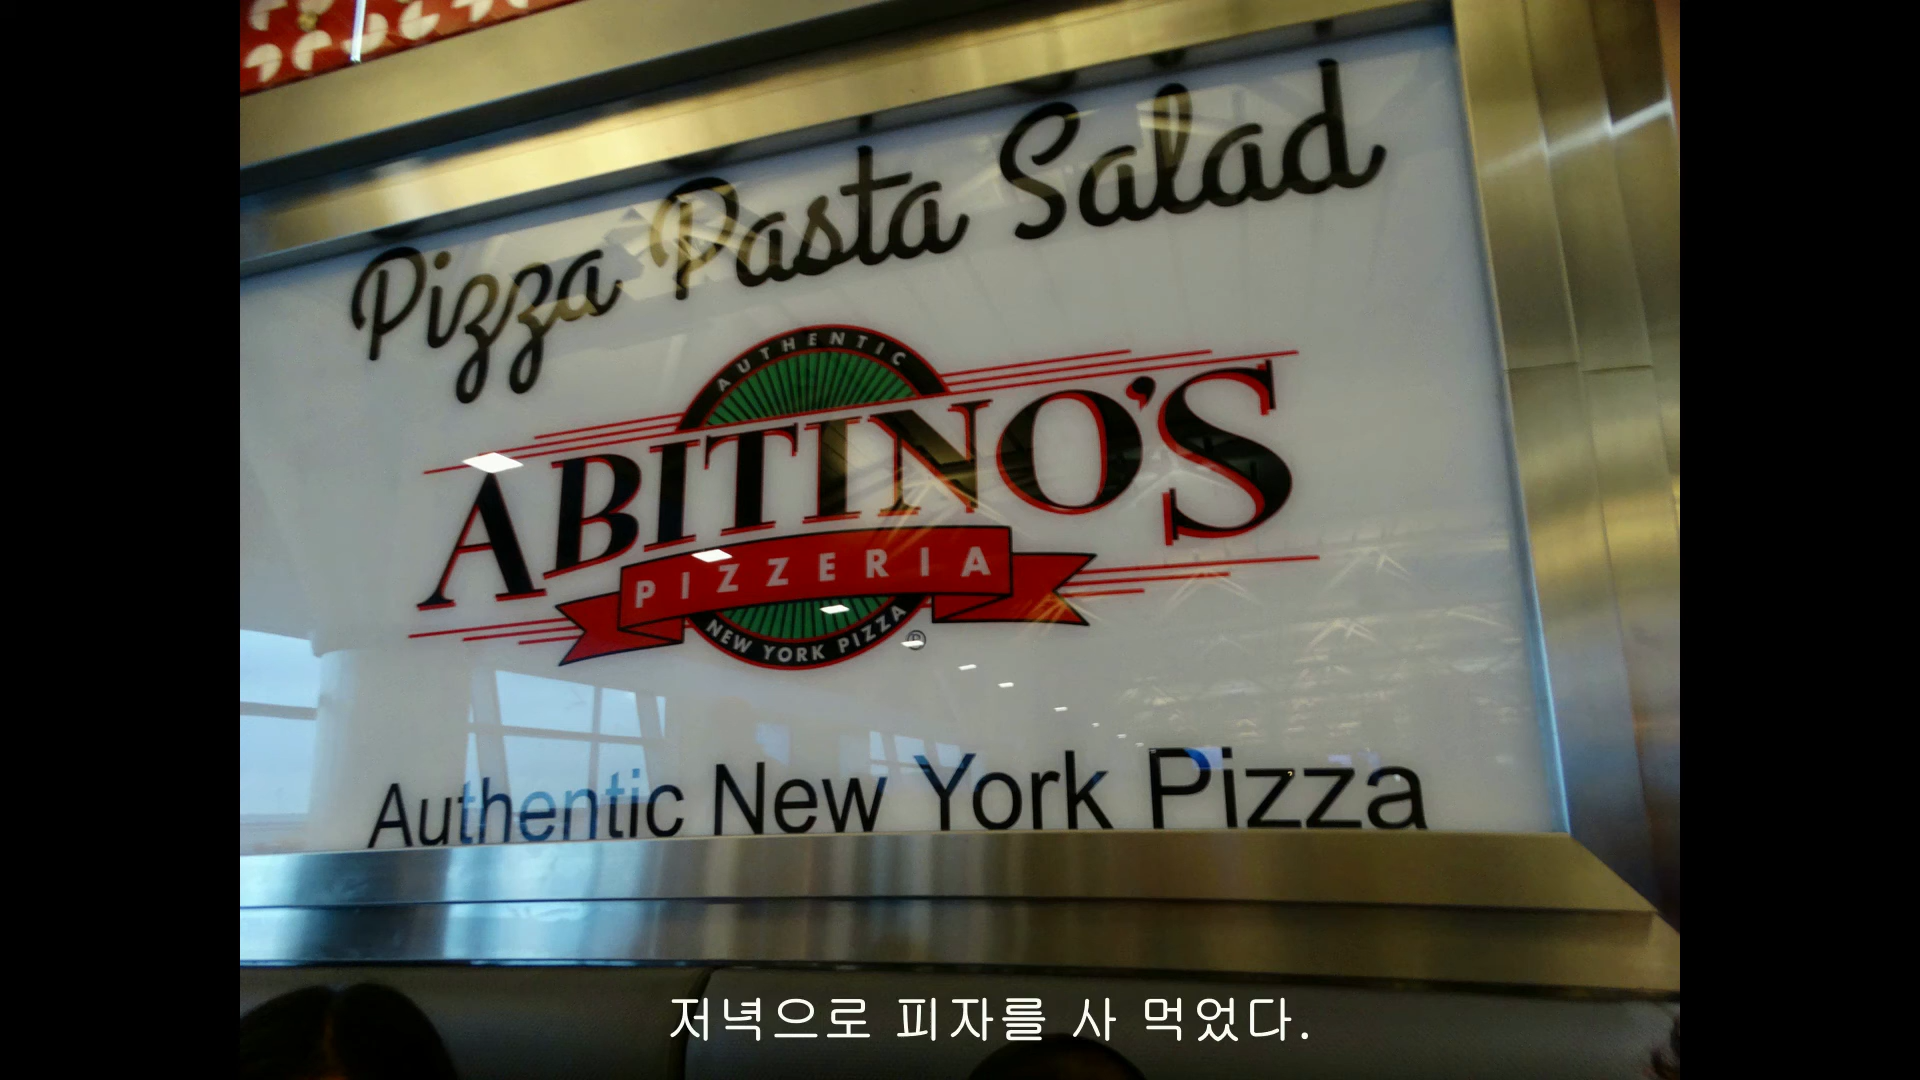 Pizza Pasta Salad
AUTHENTIC
ABITINO'S
PIZZERIA
NEW YORK PIZZA
®
Authentic New York Pizza
저녁으로 피자를 사 먹었다.